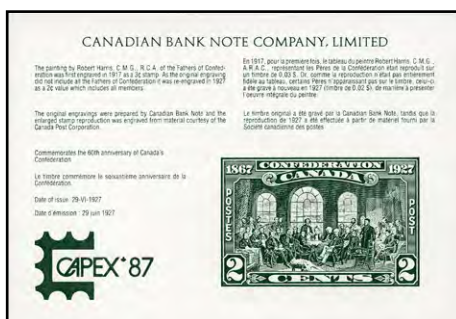 CANADIAN BANK NOTE COMPANY, LIMITED
The painting by Robert Harris, C.M.G., R.C.A. of the Fathers of Confed-
eration was first engraved in 1917 as a 3c stamp. As the original engraving
did not include all the Fathers of Confederation it was re-engraved in 1927
as a 2c value which includes all members.
The original engravings were prepared by Canadian Bank Note and the
enlarged stamp reproduction was engraved from material courtesy of the
Canada Post Corporation.
Commemorates the 60th anniversary of Canada's
Confederation.
Le timbre commémore le soixantième anniversaire de la
Confédération.
Date of issue: 29-VI-1927
Date d'émission: 29 juin 1927
CAPEX 87
En 1917, pour la première fois, le tableau du peintre Robert Harris, C.M.G.,
A.R.A.C., représentant les Pères de la Confédération était reproduit sur
un timbre de 0.03 $. Or, comme la reproduction n'était pas entièrement
fidèle au tableau, certains Pères n'apparaissant pas sur le timbre, celui-ci
a été gravé à nouveau en 1927 (timbre de 0.02 $), de manière à présenter
l'oeuvre intégrale du peintre.
Le timbre original a été gravé par la Canadian Bank Note, tandis que la
reproduction de 1927 a été effectuée à partir de matériel fourni par la
Société canadienne des postes.
1867 CONFEDERATION 1927
CANADA
POSTES POSTAGE
2 CENTS 2